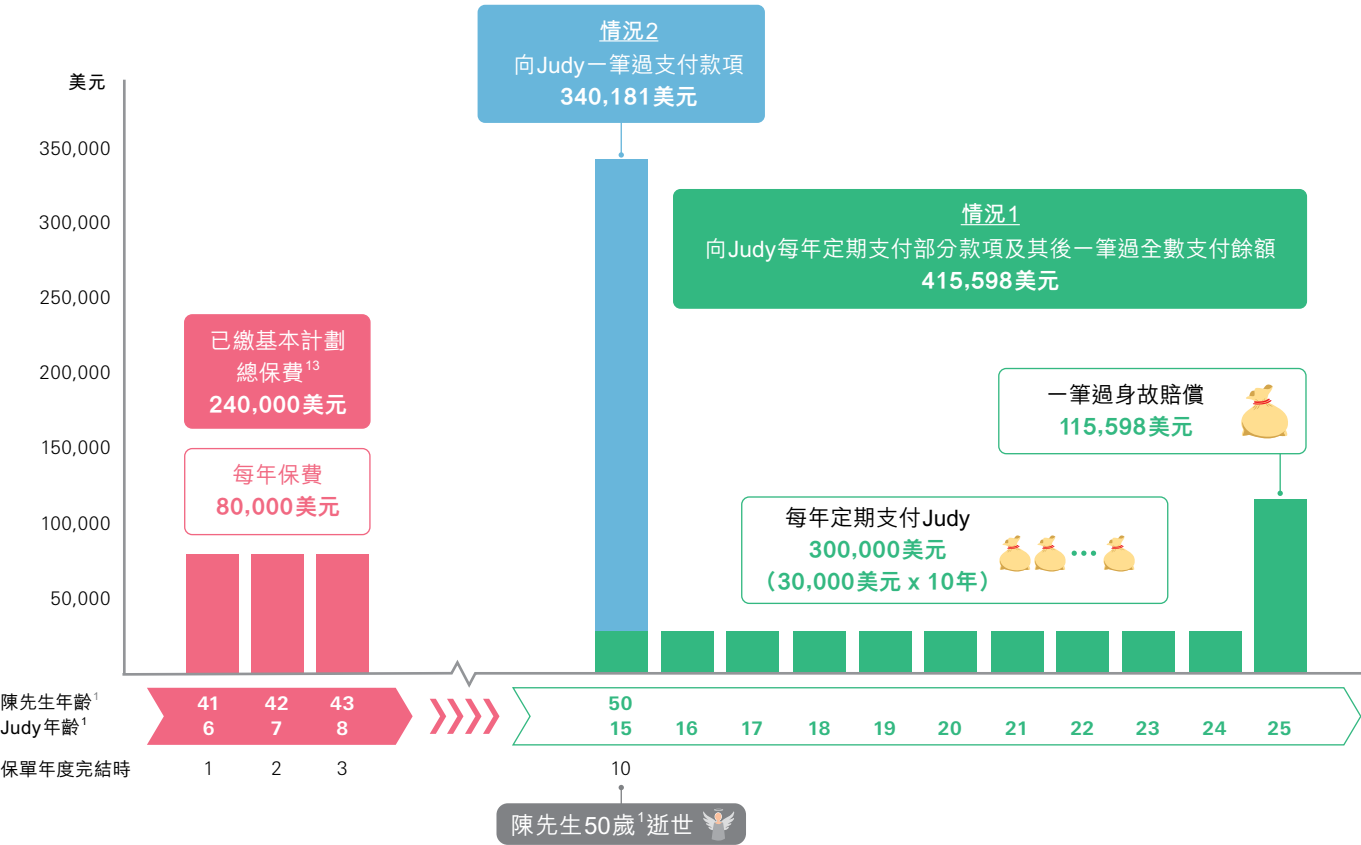 情況2
向Judy一筆過支付款項
340,181美元
美元
350,000
300,000
250,000
200,000
150,000
100,000
50,000
情況1
向Judy每年定期支付部分款項及其後一筆過全數支付餘額
415,598美元
已繳基本計劃
總保費13
240,000美元
每年保費
80,000美元
一筆過身故賠償
115,598美元
每年定期支付Judy
300,000美元
（30,000美元 x 10年）
陳先生年齡1 41 42 43 50
Judy年齡1 6 7 8 15 16 17 18 19 20 21 22 23 24 25
保單年度完結時 1 2 3 10
陳先生50歲1逝世